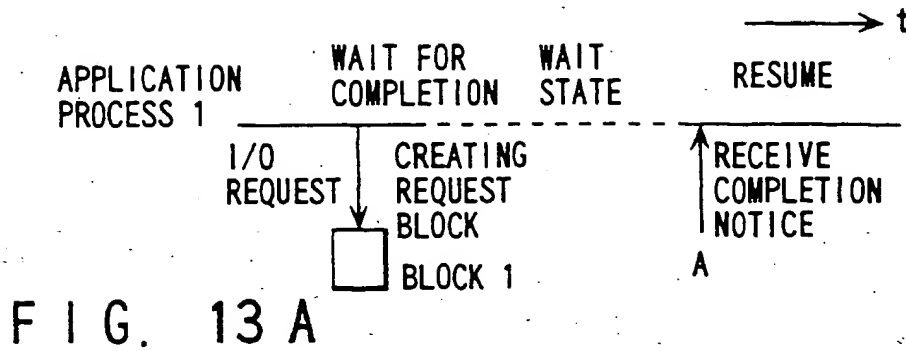 t
WAIT FOR
COMPLETION
WAIT
STATE
RESUME
APPLICATION
PROCESS 1
I/O
REQUEST
CREATING
REQUEST
BLOCK
RECEIVE
COMPLETION
NOTICE
BLOCK 1
A
FIG. 13A